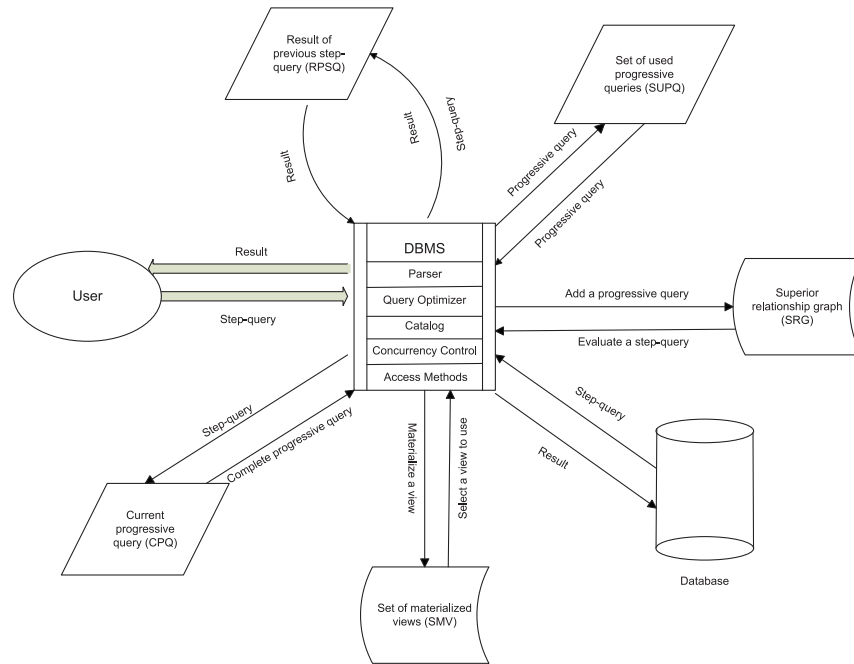 Result of
previous step-
query (RPSQ)
Set of used
progressive
queries (SUPQ)
Result
Result
Step-query
Progressive query
Progressive query
DBMS
Parser
Query Optimizer
Catalog
Concurrency Control
Access Methods
User
Result
Step-query
Add a progressive query
Evaluate a step-query
Superior
relationship graph
(SRG)
Step-query
Complete progressive query
Materialize a view
Select a view to use
Step-query
Result
Current
progressive
query (CPQ)
Set of materialized
views (SMV)
Database